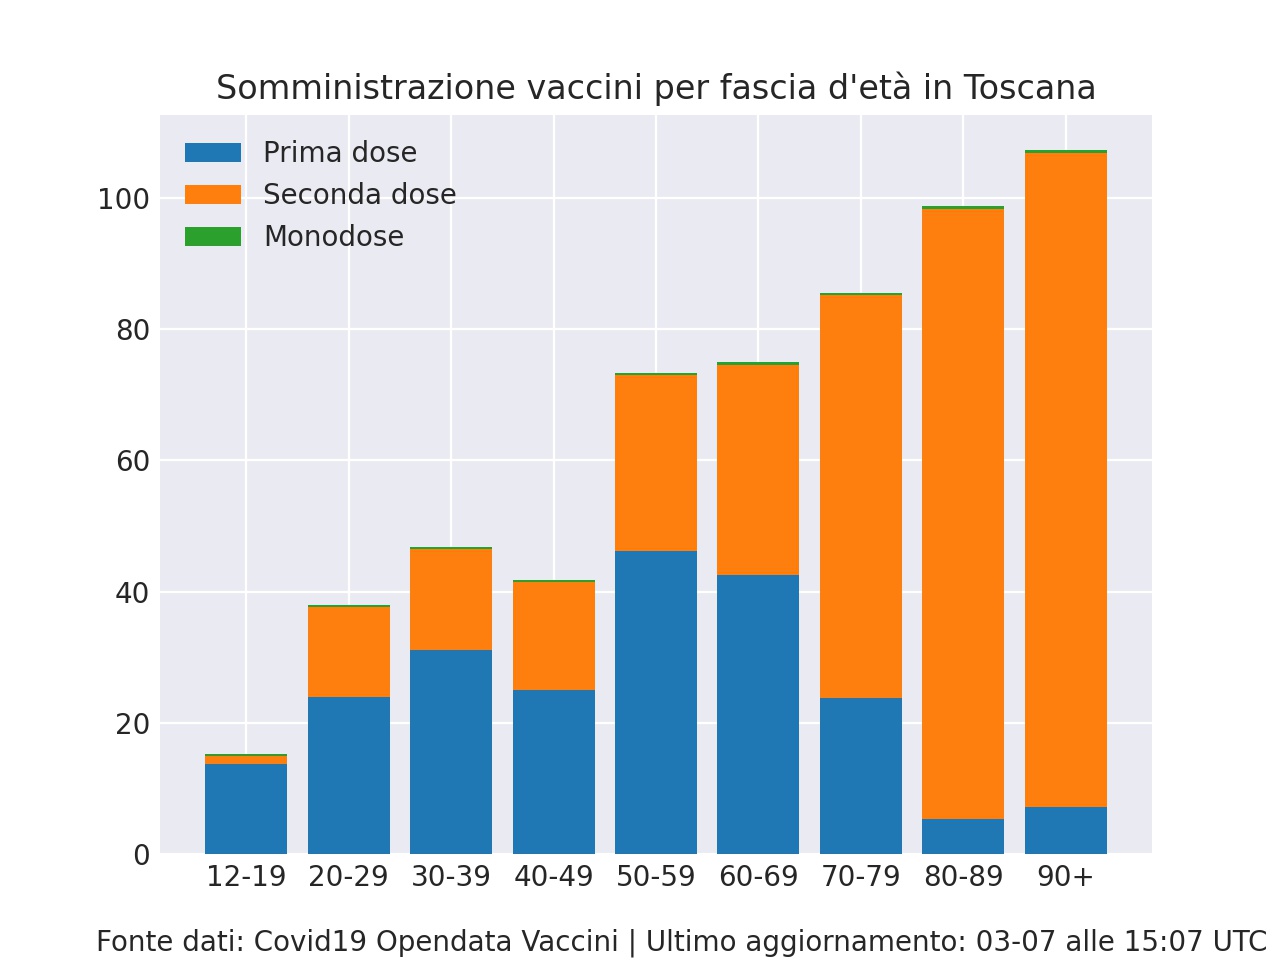 Somministrazione vaccini per fascia d'età in Toscana
Prima dose
Seconda dose
Monodose
100
80
60
40
20
0
12-19 20-29 30-39 40-49 50-59 60-69 70-79 80-89 90+
Fonte dati: Covid19 Opendata Vaccini | Ultimo aggiornamento: 03-07 alle 15:07 UTC